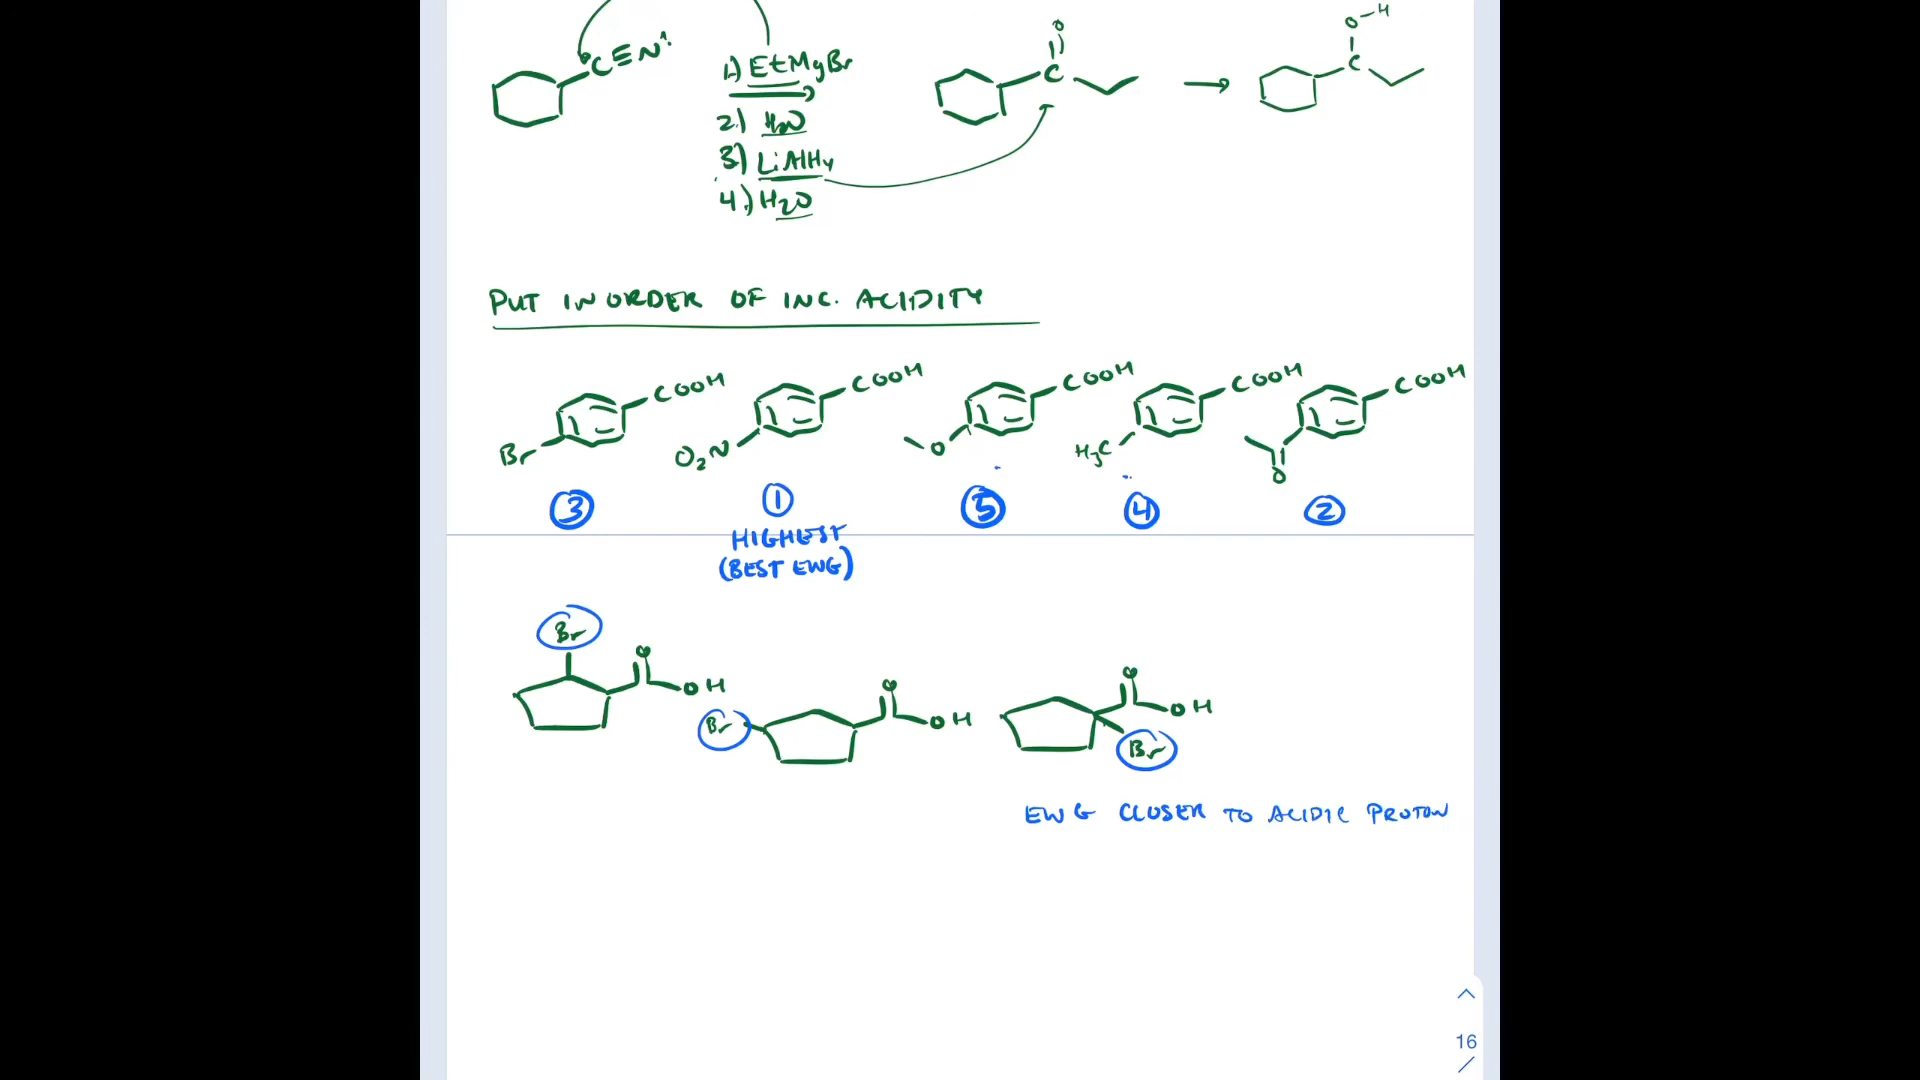 C≡N:
1.) EtMgBr
2.) H₃O
3) LiAlH₄
4.) H₂O
O
C
O-H
C
PUT IN ORDER OF INC. ACIDITY
COOH COOH COOH COOH COOH
Br O₂N O H₃C O
3 1 5 4 2
HIGHEST
(BEST EWG)
Br
O
OH
Br
O
OH
O
OH
Br
EWG CLOSER TO ACIDIC PROTON
16